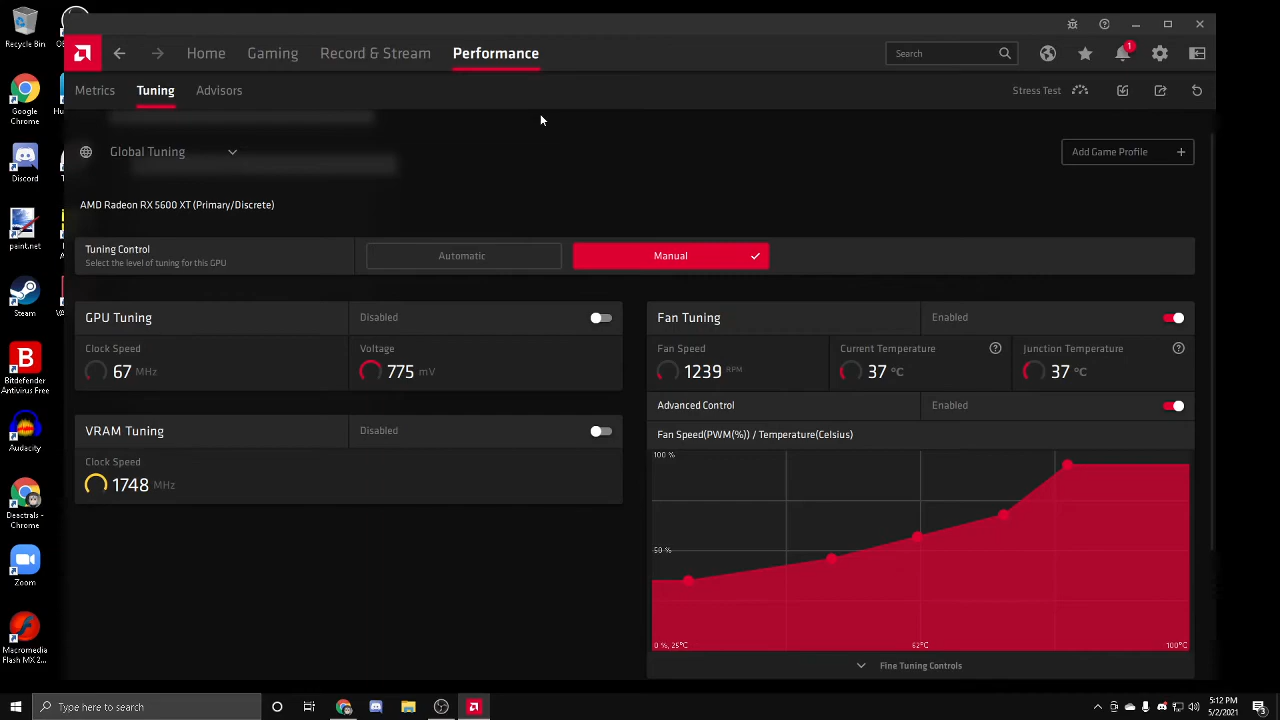 Recycle Bin
Google
Chrome
Discord
paint.net
Steam
Bitdefender
Antivirus Free
Audacity
Deactrals -
Chrome
Zoom
Macromedia
Flash MX 2...
Home
Gaming
Record & Stream
Performance
Search
1
Metrics
Tuning
Advisors
Stress Test
Global Tuning
Add Game Profile
AMD Radeon RX 5600 XT (Primary/Discrete)
Tuning Control
Select the level of tuning for this GPU
Automatic
Manual
GPU Tuning
Disabled
Clock Speed
67 MHz
Voltage
775 mV
VRAM Tuning
Disabled
Clock Speed
1748 MHz
Fan Tuning
Enabled
Fan Speed
1239 RPM
Current Temperature
37 °C
Junction Temperature
37 °C
Advanced Control
Enabled
Fan Speed(PWM(%)) / Temperature(Celsius)
100 %
50 %
0 %, 25°C
62°C
100°C
Fine Tuning Controls
Type here to search
5:12 PM
5/2/2021
3